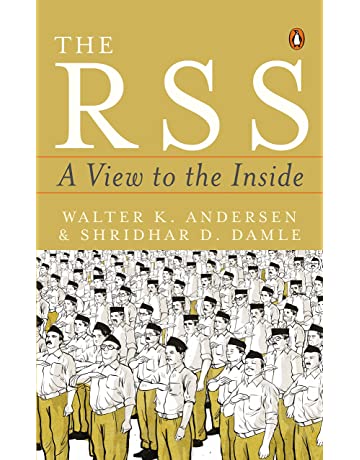 THE
RSS
A View to the Inside
WALTER K. ANDERSEN
& SHRIDHAR D. DAMLE